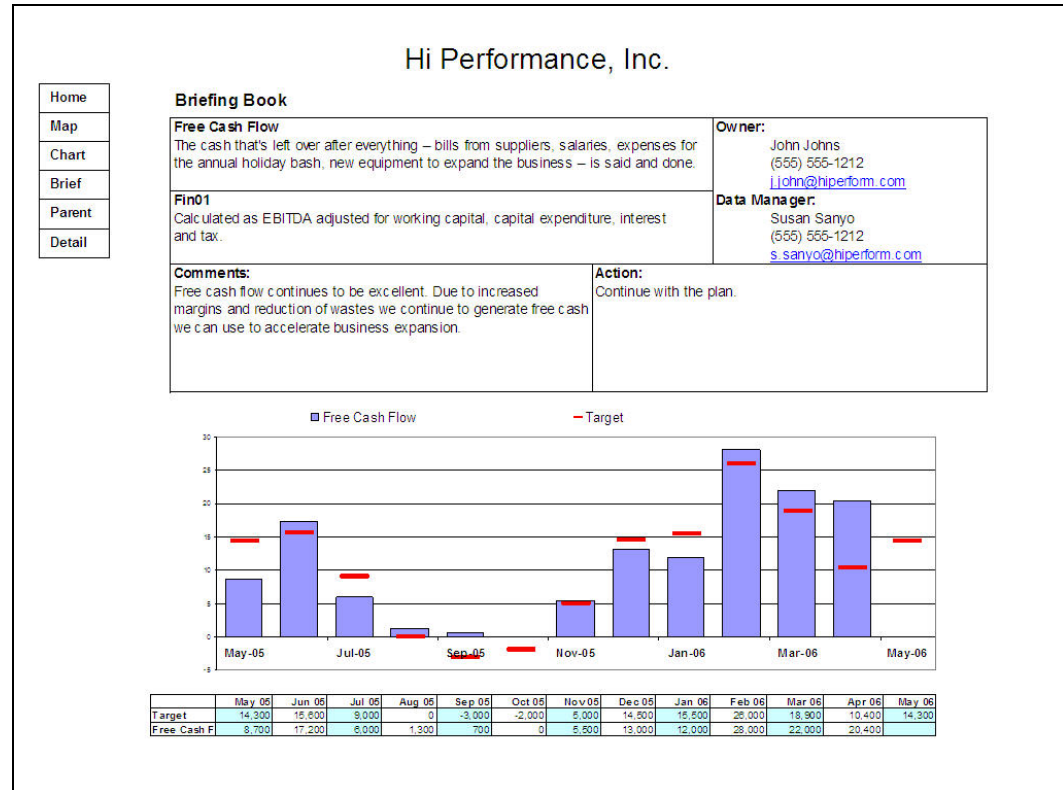 Hi Performance, Inc.
Home
Map
Chart
Brief
Parent
Detail
Briefing Book
Free Cash Flow
The cash that's left over after everything – bills from suppliers, salaries, expenses for
the annual holiday bash, new equipment to expand the business – is said and done.
Owner:
John Johns
(555) 555-1212
j.john@hiperform.com
Fin01
Calculated as EBITDA adjusted for working capital, capital expenditure, interest
and tax.
Data Manager:
Susan Sanyo
(555) 555-1212
s.sanyo@hiperform.com
Comments:
Free cash flow continues to be excellent. Due to increased
margins and reduction of wastes we continue to generate free cash
we can use to accelerate business expansion.
Action:
Continue with the plan.
Free Cash Flow Target
30
25
20
15
10
5
0
-5
May-05 Jul-05 Sep-05 Nov-05 Jan-06 Mar-06 May-06
May 05 Jun 05 Jul 05 Aug 05 Sep 05 Oct 05 Nov 05 Dec 05 Jan 06 Feb 06 Mar 06 Apr 06 May 06
Target 14,300 15,600 9,000 0 -3,000 -2,000 5,000 14,500 15,500 26,000 18,900 10,400 14,300
Free Cash F 8,700 17,200 6,000 1,300 700 0 5,500 13,000 12,000 28,000 22,000 20,400